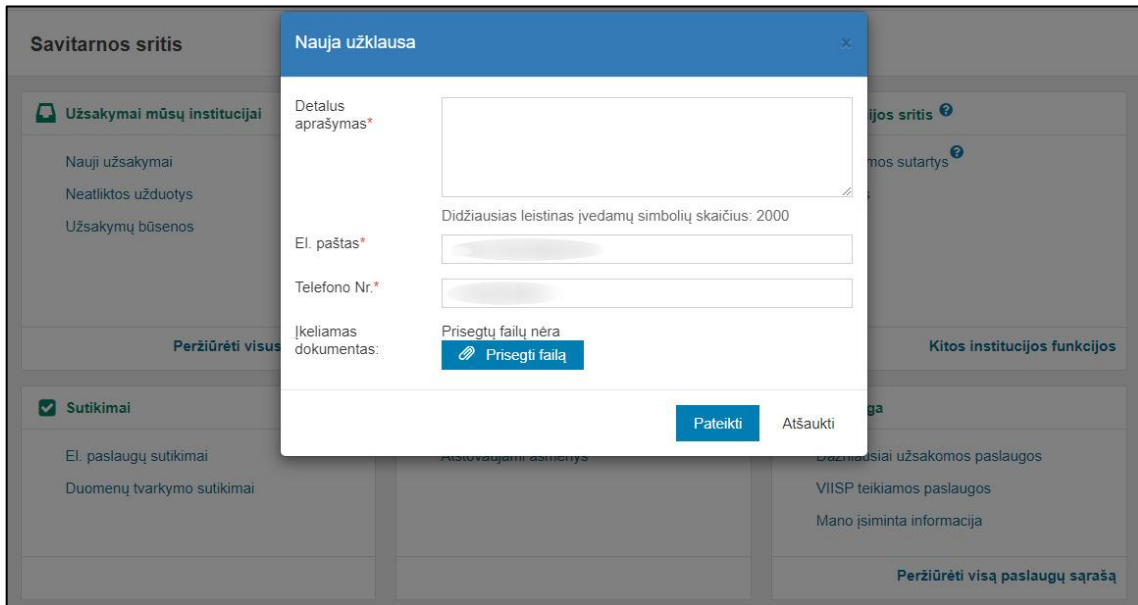 Savitarnos sritis
Nauja užklausa
×
Detalus
aprašymas*
Didžiausias leistinas įvedamų simbolių skaičius: 2000
El. paštas*
Telefono Nr.*
Įkeliamas
dokumentas:
Prisegtų failų nėra
Prisegti failą
Pateikti
Atšaukti
Užsakymai mūsų institucijai
Nauji užsakymai
Neatliktos užduotys
Užsakymų būsenos
Peržiūrėti visus
ijos sritis ?
mos sutartys ?
Kitos institucijos funkcijos
Sutikimai
El. paslaugų sutikimai
Duomenų tvarkymo sutikimai
Atstovaujami asmenys
ga
Dažniausiai užsakomos paslaugos
VIISP teikiamos paslaugos
Mano įsiminta informacija
Peržiūrėti visą paslaugų sąrašą